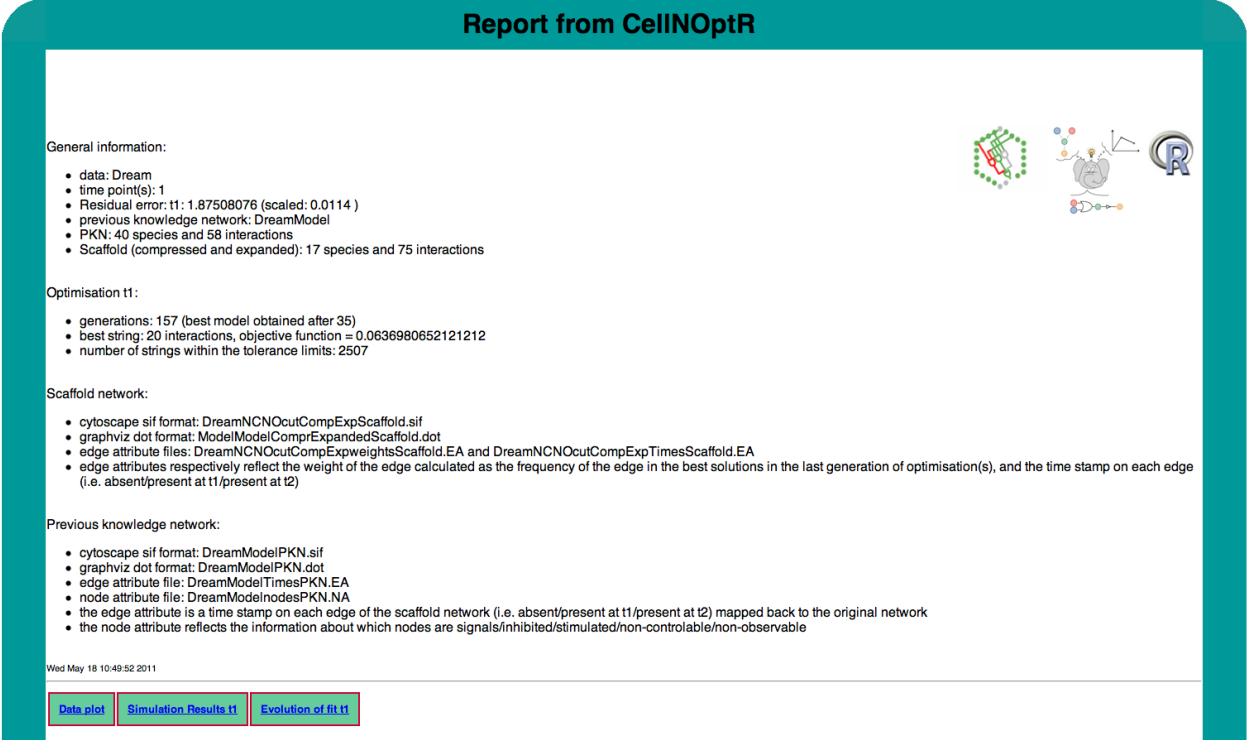 Report from CellNOptR
General information:
• data: Dream
• time point(s): 1
• Residual error: t1: 1.87508076 (scaled: 0.0114 )
• previous knowledge network: DreamModel
• PKN: 40 species and 58 interactions
• Scaffold (compressed and expanded): 17 species and 75 interactions
R
Optimisation t1:
• generations: 157 (best model obtained after 35)
• best string: 20 interactions, objective function = 0.0636980652121212
• number of strings within the tolerance limits: 2507
Scaffold network:
• cytoscape sif format: DreamNCNOcutCompExpScaffold.sif
• graphviz dot format: ModelModelComprExpandedScaffold.dot
• edge attribute files: DreamNCNOcutCompExpweightsScaffold.EA and DreamNCNOcutCompExpTimesScaffold.EA
• edge attributes respectively reflect the weight of the edge calculated as the frequency of the edge in the best solutions in the last generation of optimisation(s), and the time stamp on each edge
(i.e. absent/present at t1/present at t2)
Previous knowledge network:
• cytoscape sif format: DreamModelPKN.sif
• graphviz dot format: DreamModelPKN.dot
• edge attribute file: DreamModelTimesPKN.EA
• node attribute file: DreamModelnodesPKN.NA
• the edge attribute is a time stamp on each edge of the scaffold network (i.e. absent/present at t1/present at t2) mapped back to the original network
• the node attribute reflects the information about which nodes are signals/inhibited/stimulated/non-controlable/non-observable
Wed May 18 10:49:52 2011
Data plot Simulation Results t1 Evolution of fit t1